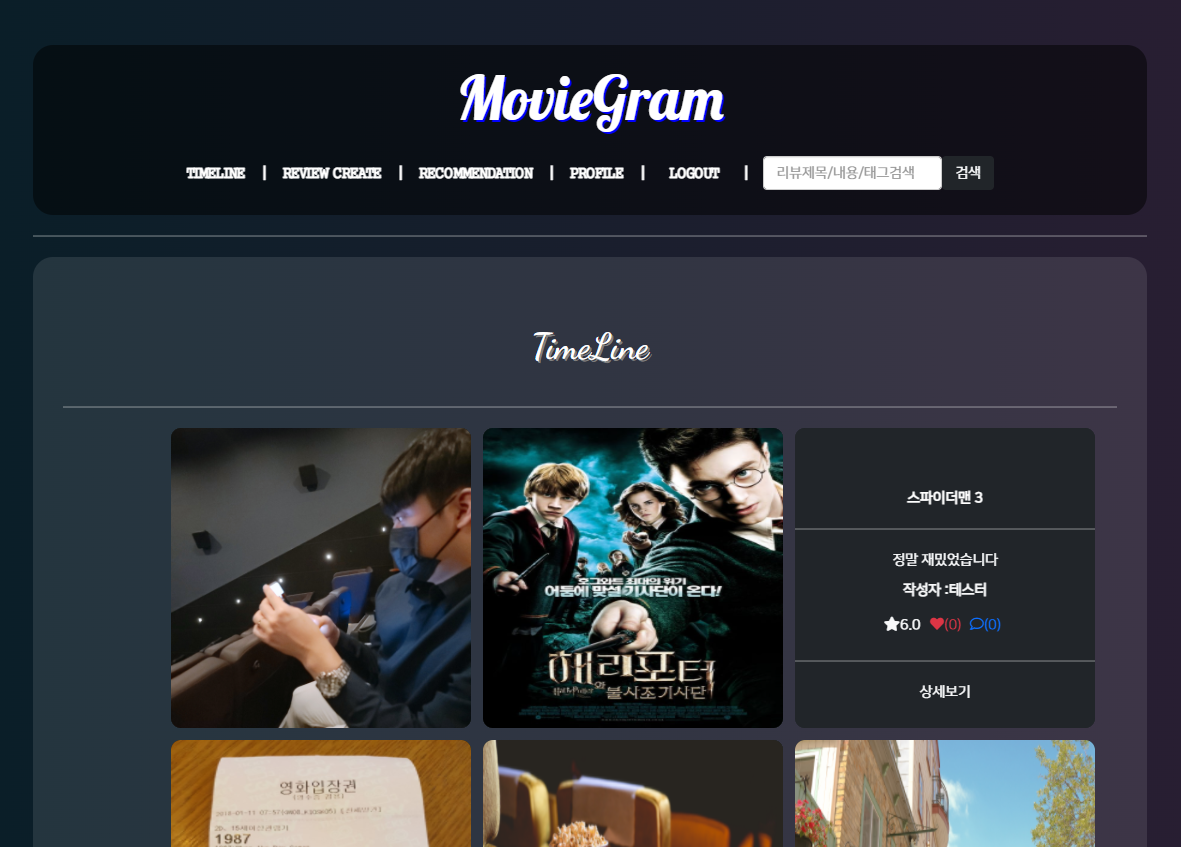 MovieGram
TIMELINE | REVIEW CREATE | RECOMMENDATION | PROFILE | LOGOUT | 리뷰제목/내용/태그검색 검색
TimeLine
호그와트 최대의 위기
어둠에 맞설 기사단이 온다!
해리포터
와
불사조 기사단
스파이더맨 3
정말 재밌었습니다
작성자 :테스터
6.0 (0) (0)
상세보기
영화입장권
1987